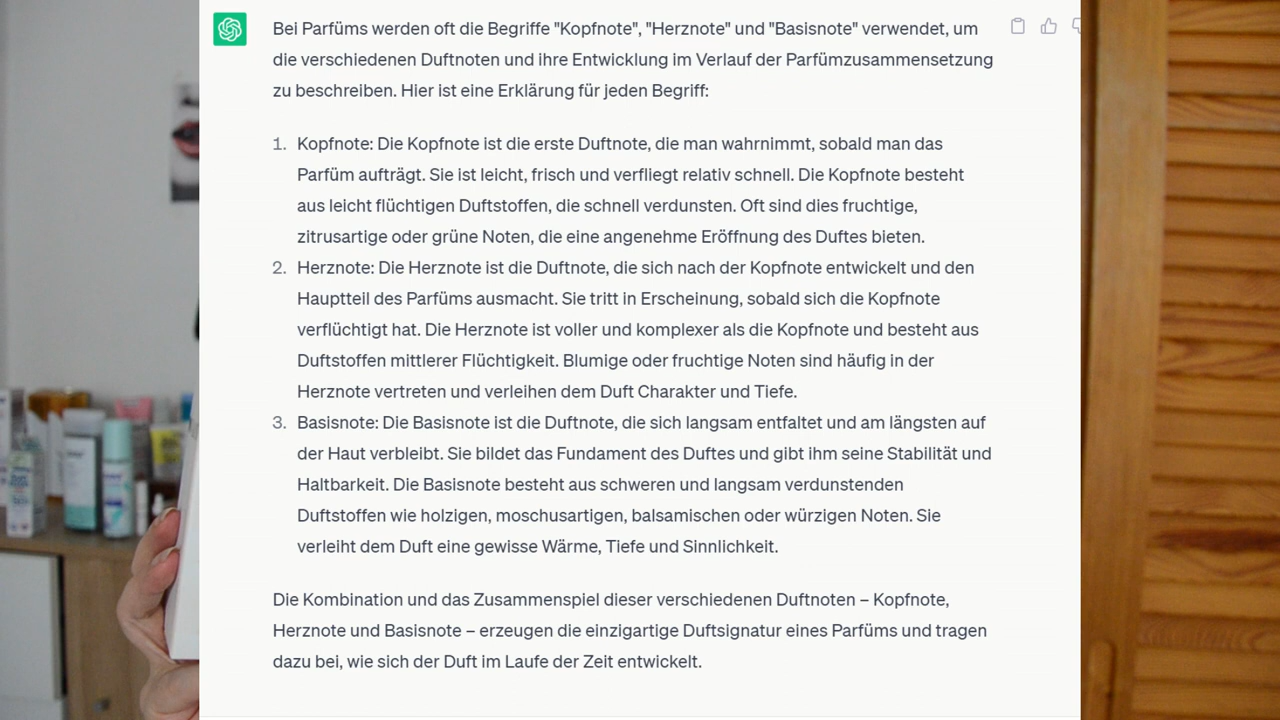 Bei Parfüms werden oft die Begriffe "Kopfnote", "Herznote" und "Basisnote" verwendet, um
die verschiedenen Duftnoten und ihre Entwicklung im Verlauf der Parfümzusammensetzung
zu beschreiben. Hier ist eine Erklärung für jeden Begriff:
1. Kopfnote: Die Kopfnote ist die erste Duftnote, die man wahrnimmt, sobald man das
Parfüm aufträgt. Sie ist leicht, frisch und verfliegt relativ schnell. Die Kopfnote besteht
aus leicht flüchtigen Duftstoffen, die schnell verdunsten. Oft sind dies fruchtige,
zitrusartige oder grüne Noten, die eine angenehme Eröffnung des Duftes bieten.
2. Herznote: Die Herznote ist die Duftnote, die sich nach der Kopfnote entwickelt und den
Hauptteil des Parfüms ausmacht. Sie tritt in Erscheinung, sobald sich die Kopfnote
verflüchtigt hat. Die Herznote ist voller und komplexer als die Kopfnote und besteht aus
Duftstoffen mittlerer Flüchtigkeit. Blumige oder fruchtige Noten sind häufig in der
Herznote vertreten und verleihen dem Duft Charakter und Tiefe.
3. Basisnote: Die Basisnote ist die Duftnote, die sich langsam entfaltet und am längsten auf
der Haut verbleibt. Sie bildet das Fundament des Duftes und gibt ihm seine Stabilität und
Haltbarkeit. Die Basisnote besteht aus schweren und langsam verdunstenden
Duftstoffen wie holzigen, moschusartigen, balsamischen oder würzigen Noten. Sie
verleiht dem Duft eine gewisse Wärme, Tiefe und Sinnlichkeit.
Die Kombination und das Zusammenspiel dieser verschiedenen Duftnoten – Kopfnote,
Herznote und Basisnote – erzeugen die einzigartige Duftsignatur eines Parfüms und tragen
dazu bei, wie sich der Duft im Laufe der Zeit entwickelt.